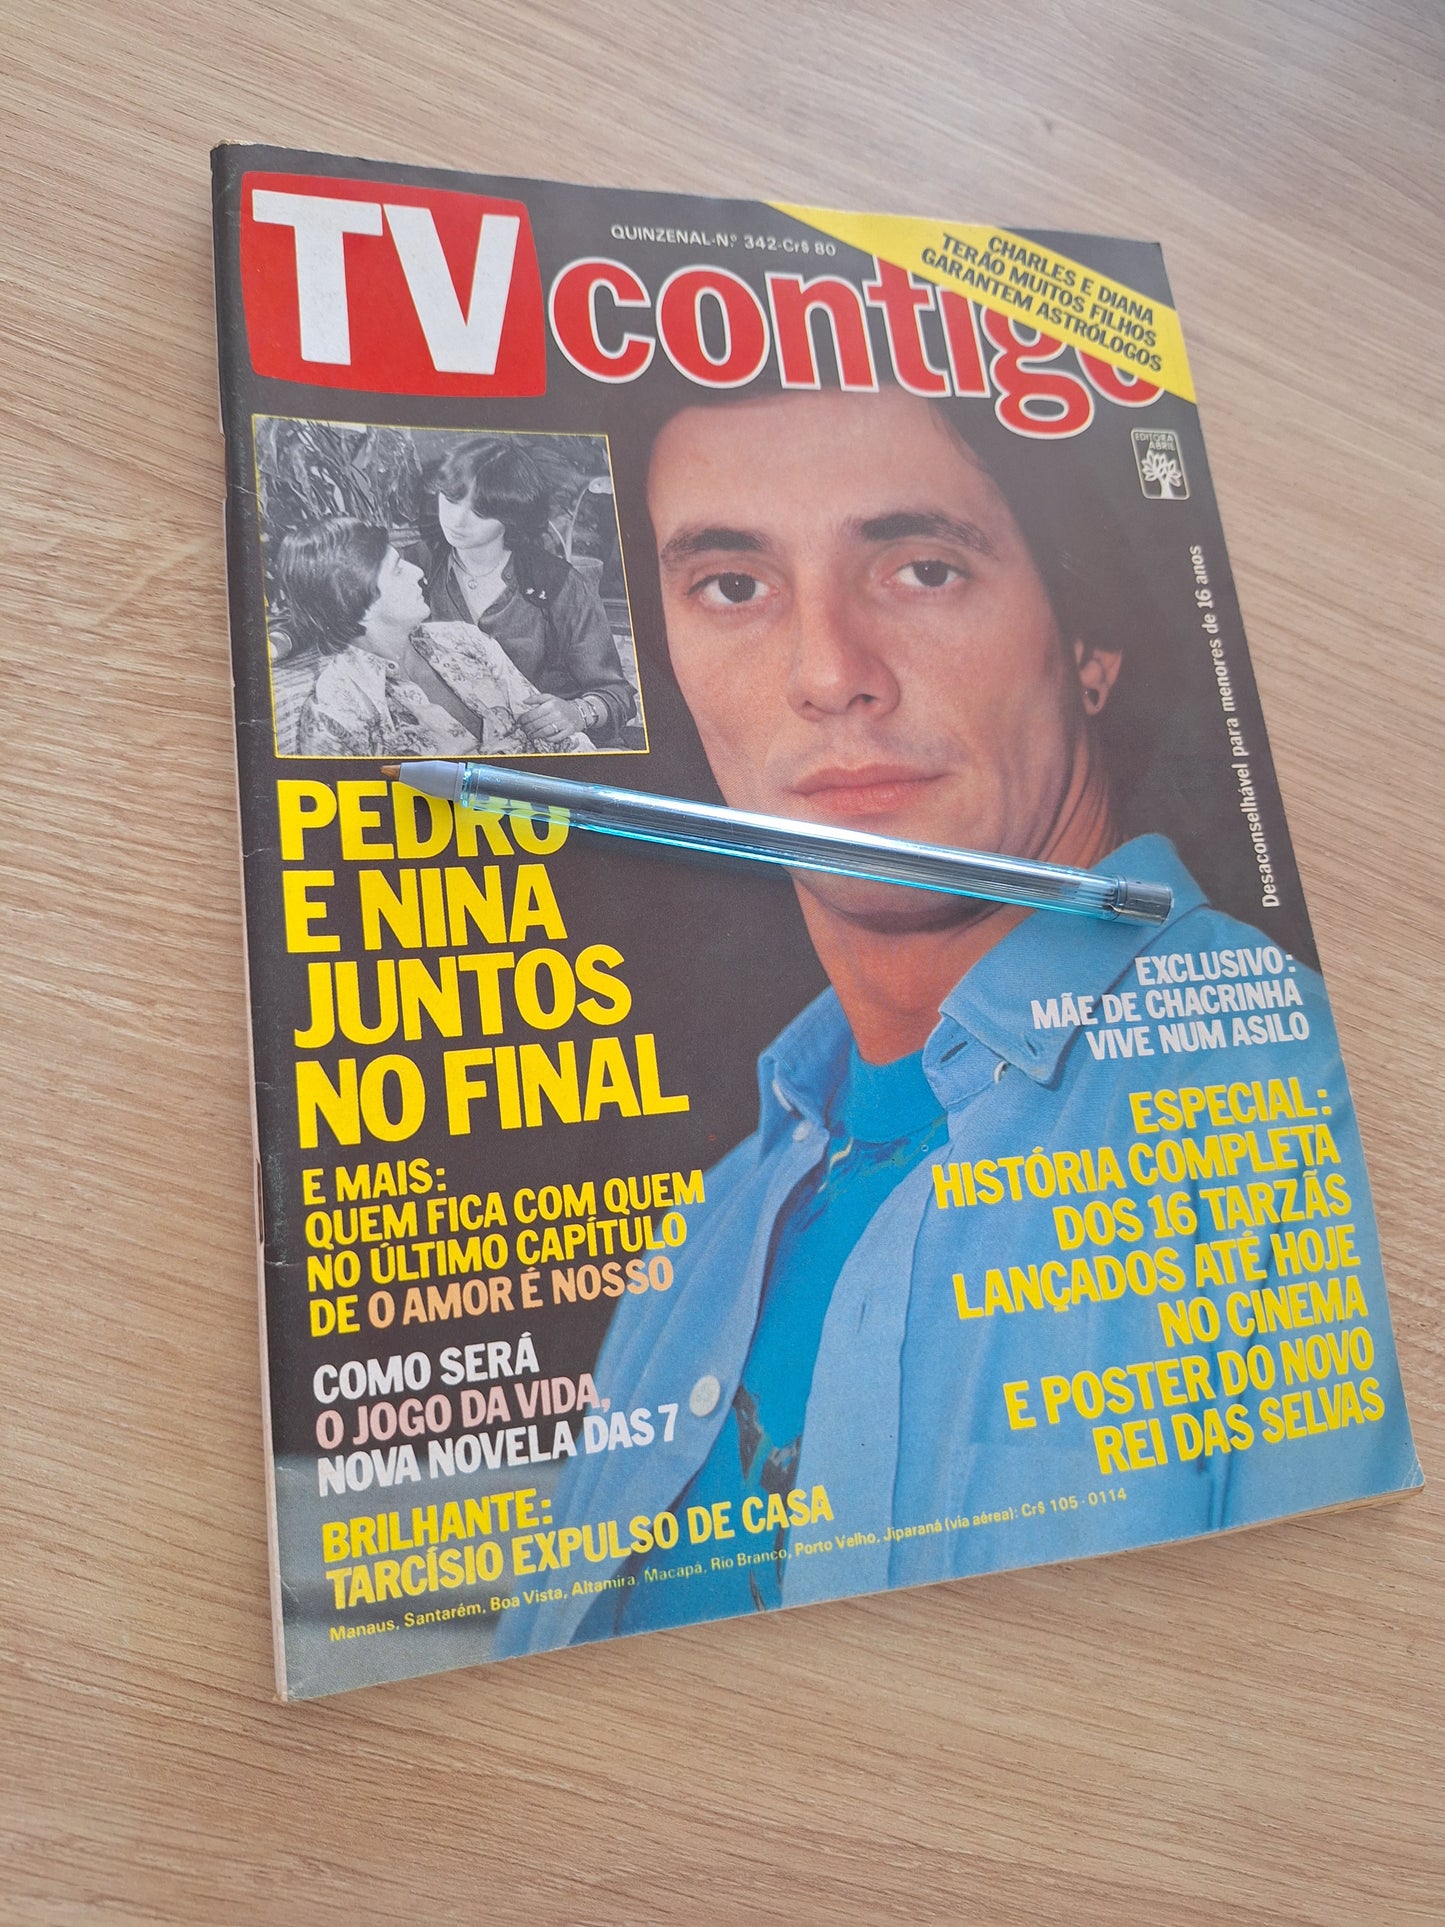 TV contigo
QUINZENAL-N.º 342-Cr$ 80
CHARLES E DIANA
TERÃO MUITOS FILHOS
GARANTEM ASTRÓLOGOS
EDITORA
ABRIL
Desaconselhável para menores de 16 anos
PEDRO
E NINA
JUNTOS
NO FINAL
E MAIS:
QUEM FICA COM QUEM
NO ÚLTIMO CAPÍTULO
DE O AMOR É NOSSO
COMO SERÁ
O JOGO DA VIDA,
NOVA NOVELA DAS 7
BRILHANTE:
TARCÍSIO EXPULSO DE CASA
EXCLUSIVO:
MÃE DE CHACRINHA
VIVE NUM ASILO
ESPECIAL:
HISTÓRIA COMPLETA
DOS 16 TARZÃS
LANÇADOS ATÉ HOJE
NO CINEMA
E POSTER DO NOVO
REI DAS SELVAS
Manaus, Santarém, Boa Vista, Altamira, Macapá, Rio Branco, Porto Velho, Jiparaná (via aérea): Cr$ 105 - 0114